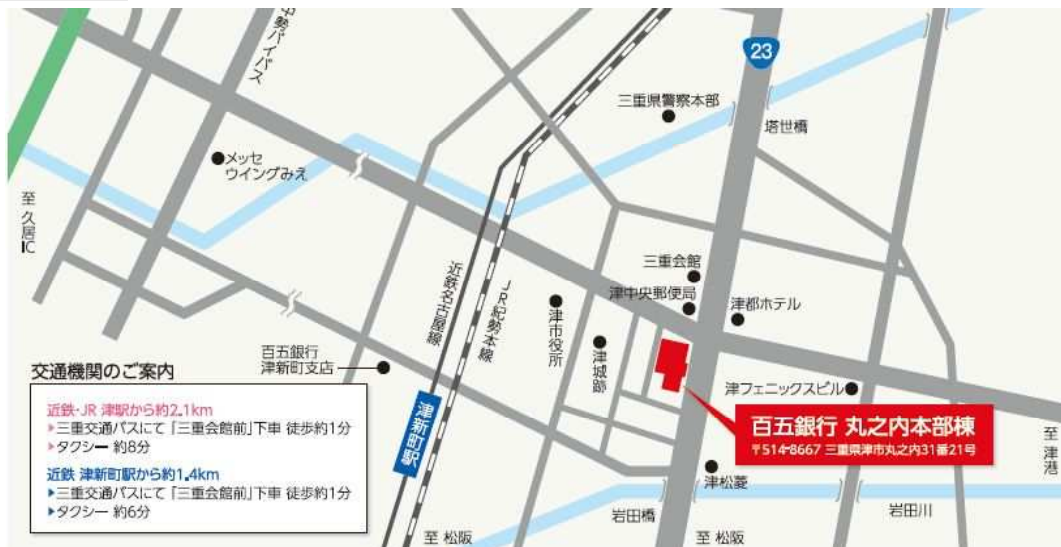 中勢バイパス
23
三重県警察本部
塔世橋
メッセ
ウイングみえ
至 久居IC
近鉄名古屋線
JR紀勢本線
三重会館
津中央郵便局
津都ホテル
津市役所
津城跡
百五銀行
津新町支店
津フェニックスビル
津新町駅
百五銀行 丸之内本部棟
〒514-8667 三重県津市丸之内31番21号
至 津港
津松菱
岩田橋
岩田川
至 松阪
至 松阪
交通機関のご案内
近鉄・JR 津駅から約2.1km
▶三重交通バスにて「三重会館前」下車 徒歩約1分
▶タクシー 約8分
近鉄 津新町駅から約1.4km
▶三重交通バスにて「三重会館前」下車 徒歩約1分
▶タクシー 約6分